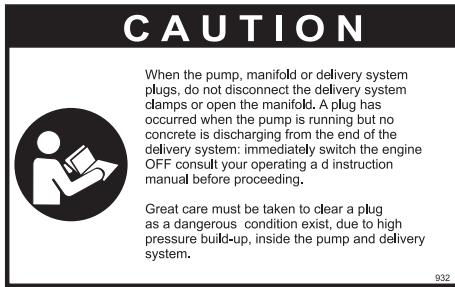 CAUTION
When the pump, manifold or delivery system
plugs, do not disconnect the delivery system
clamps or open the manifold. A plug has
occurred when the pump is running but no
concrete is discharging from the end of the
delivery system: immediately switch the engine
OFF consult your operating a d instruction
manual before proceeding.
Great care must be taken to clear a plug
as a dangerous condition exist, due to high
pressure build-up, inside the pump and delivery
system.
932